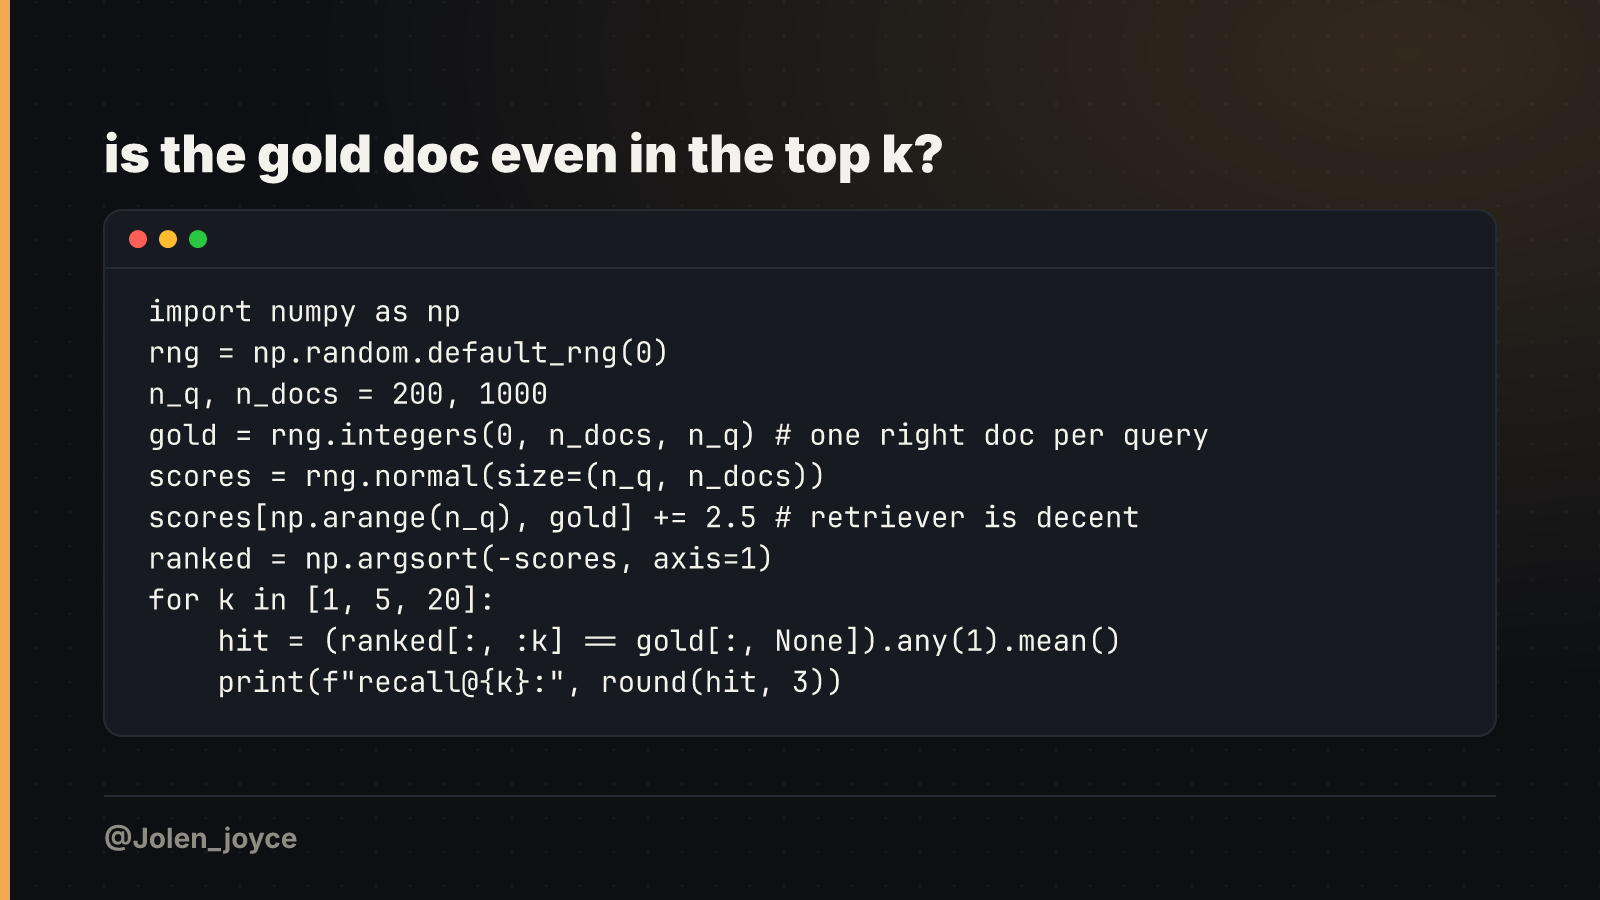 is the gold doc even in the top k?
import numpy as np
rng = np.random.default_rng(0)
n_q, n_docs = 200, 1000
gold = rng.integers(0, n_docs, n_q) # one right doc per query
scores = rng.normal(size=(n_q, n_docs))
scores[np.arange(n_q), gold] += 2.5 # retriever is decent
ranked = np.argsort(-scores, axis=1)
for k in [1, 5, 20]:
    hit = (ranked[:, :k] == gold[:, None]).any(1).mean()
    print(f"recall@{k}:", round(hit, 3))
@Jolen_joyce